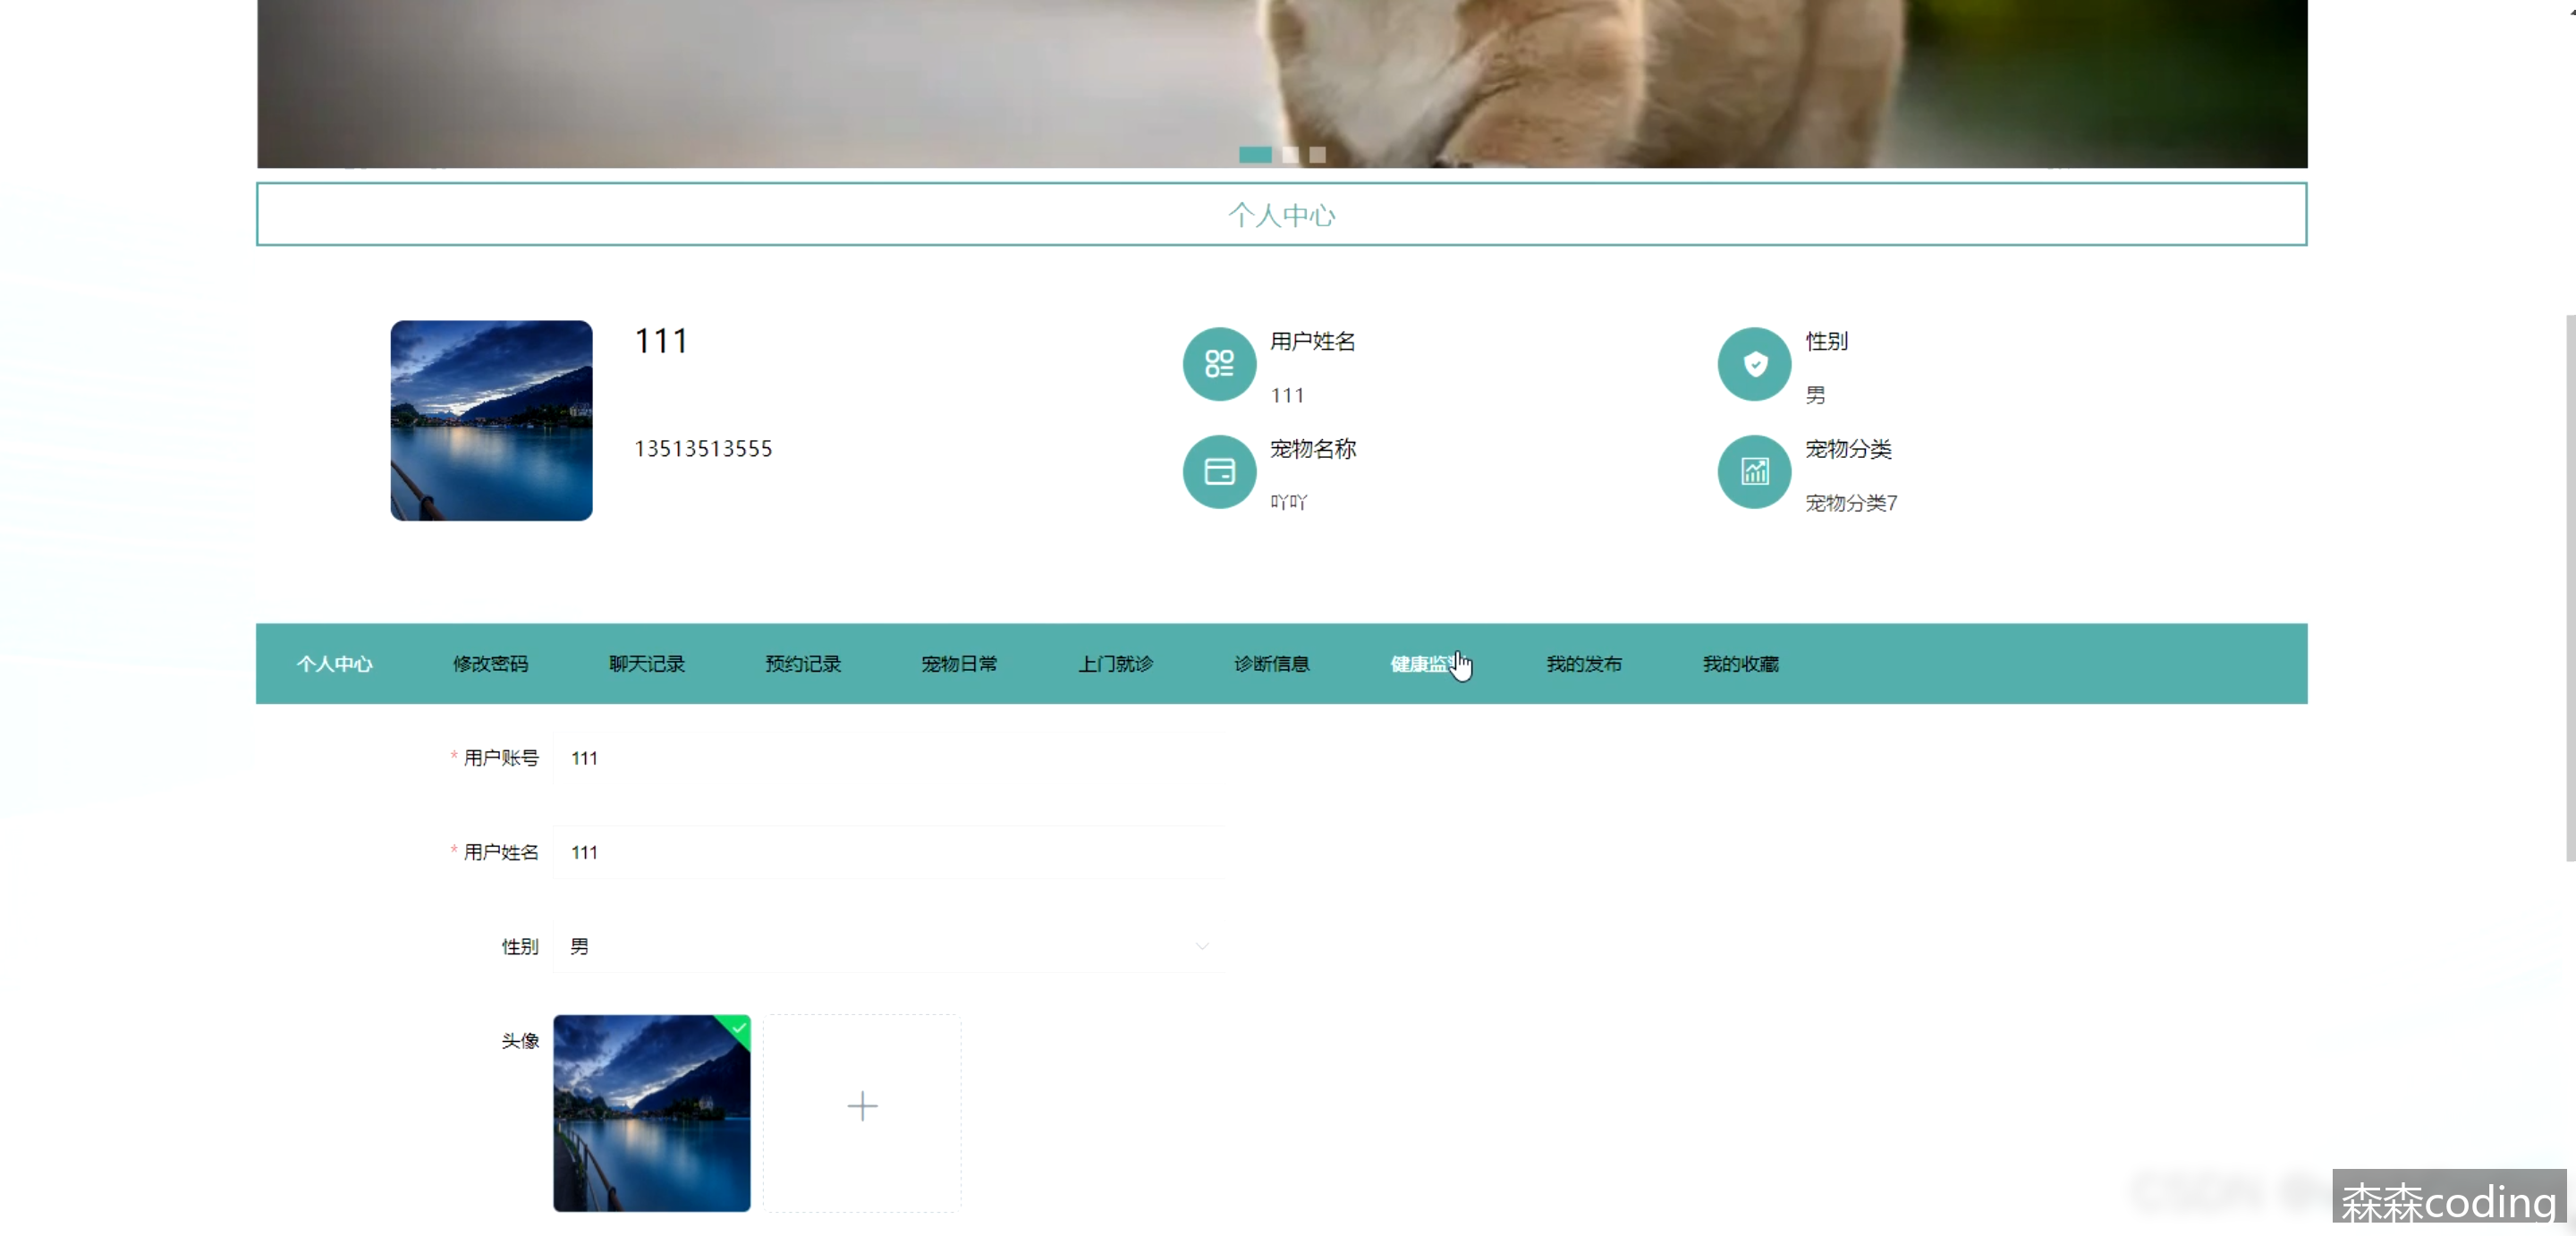 个人中心
111
13513513555
用户姓名
111
性别
男
宠物名称
吖吖
宠物分类
宠物分类7
个人中心 修改密码 聊天记录 预约记录 宠物日常 上门就诊 诊断信息 健康监 我的发布 我的收藏
* 用户账号 111
* 用户姓名 111
性别 男
头像
CSDN
森森coding